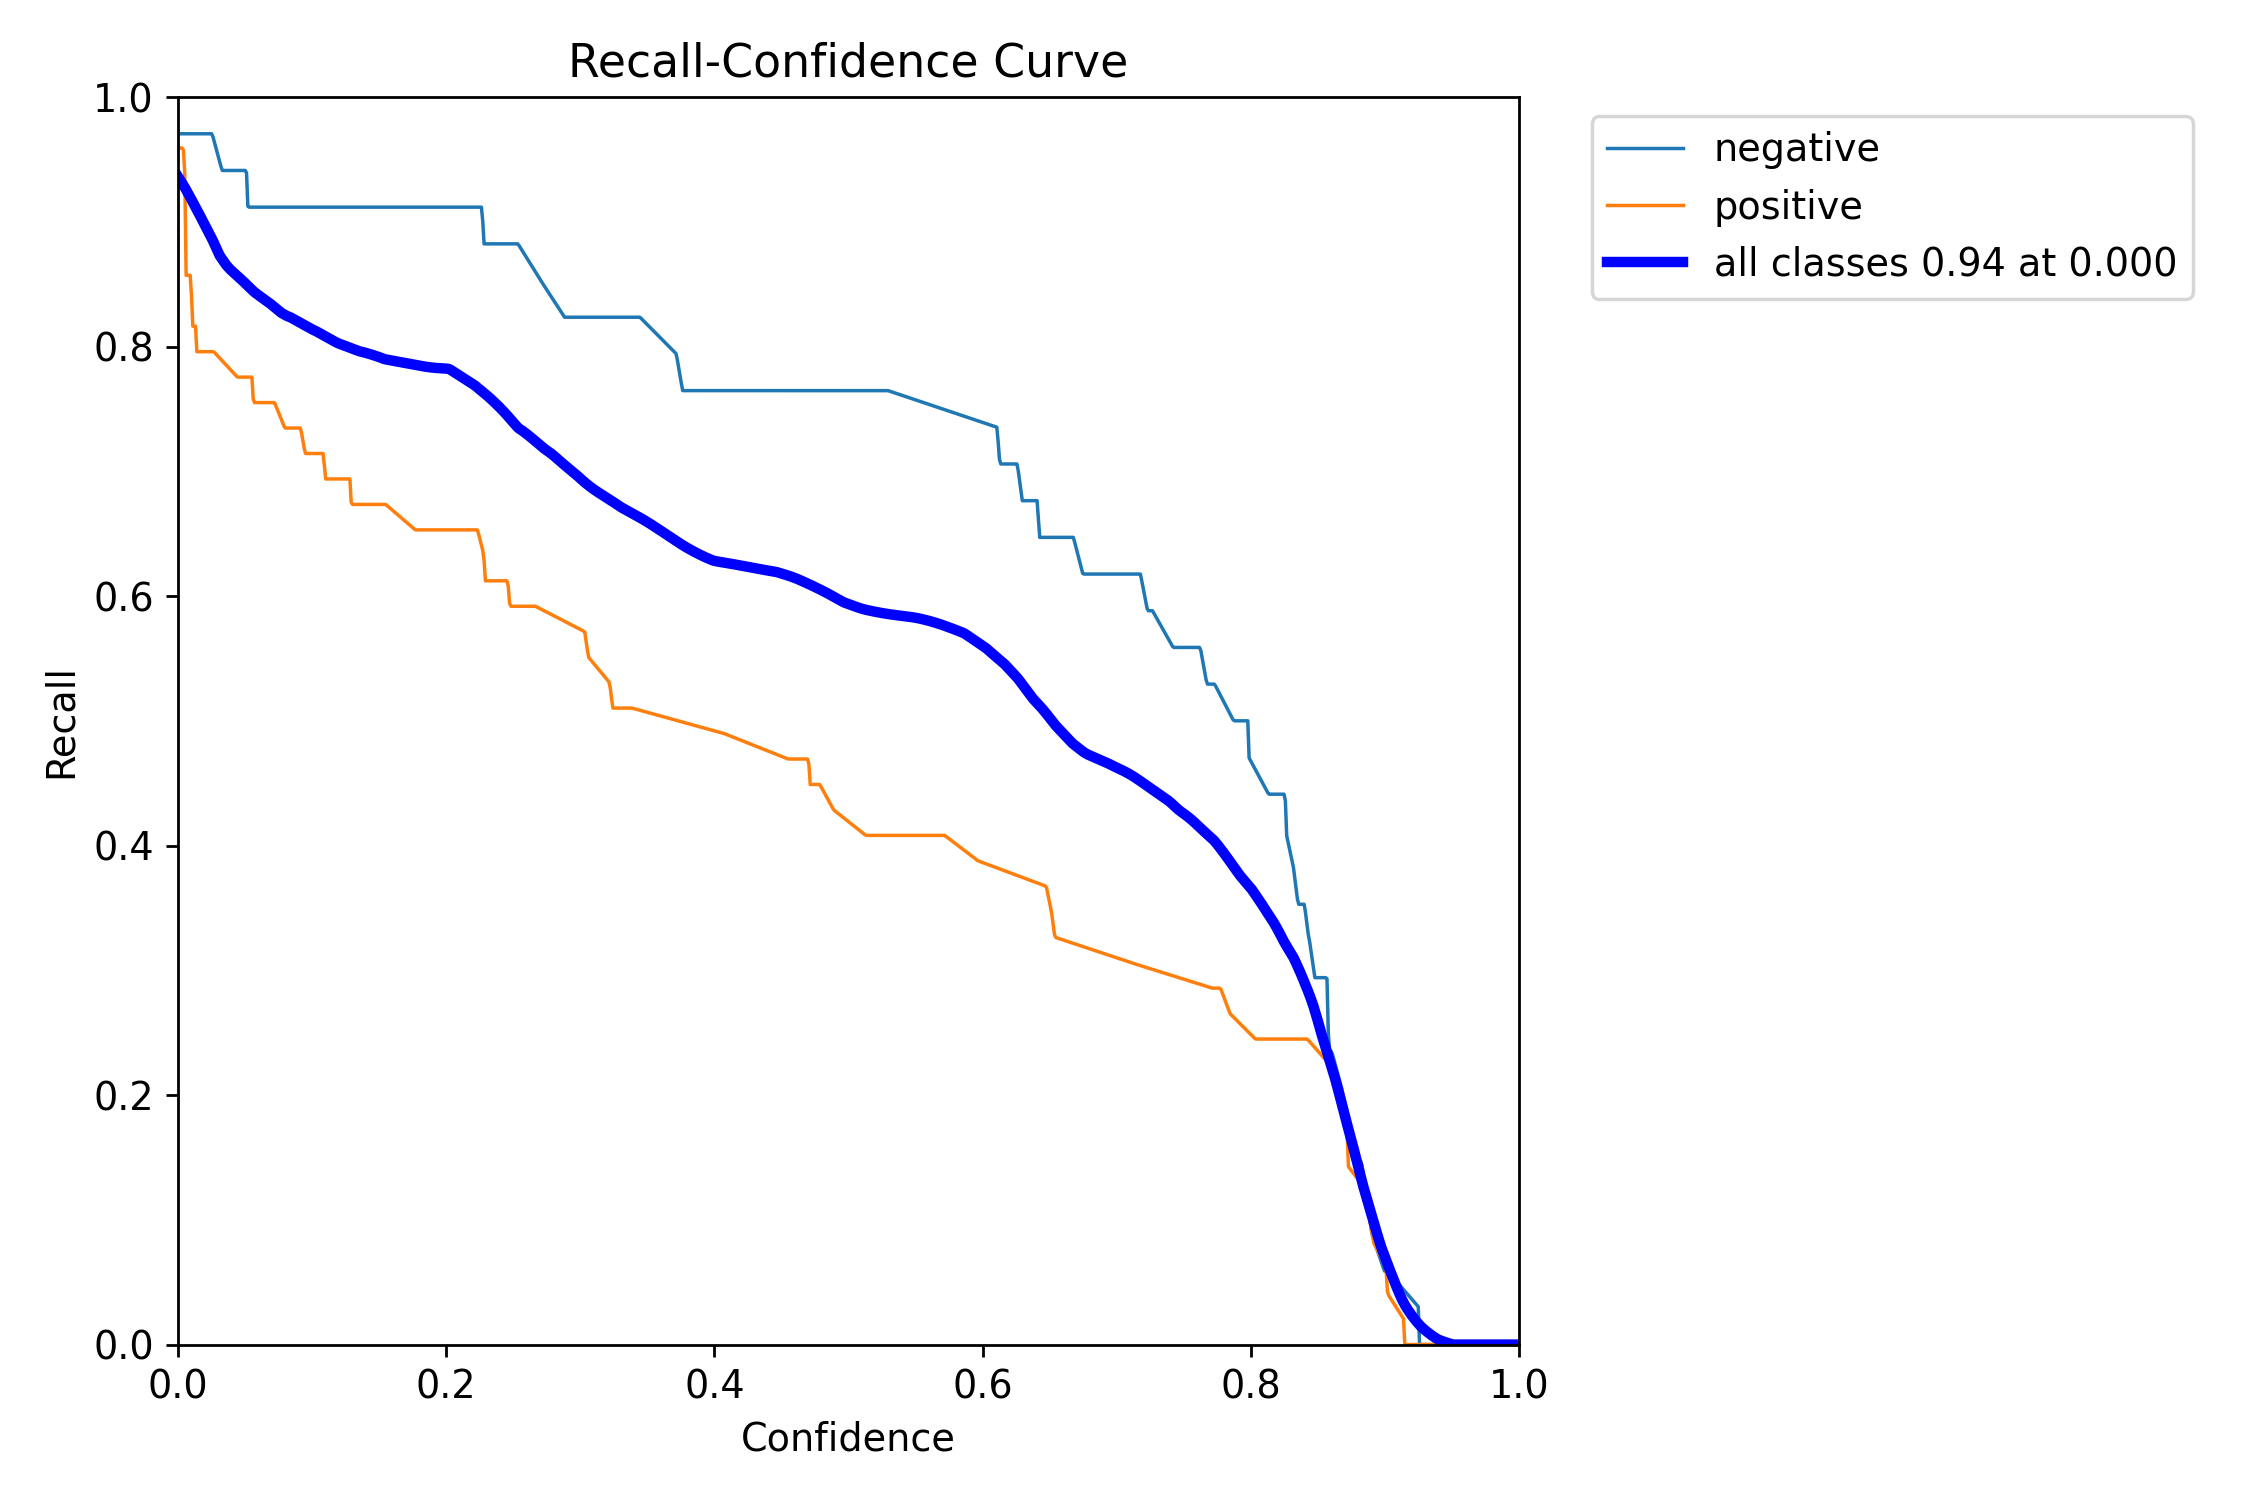 Recall-Confidence Curve
1.0
0.8
0.6
0.4
0.2
0.0
Recall
0.0 0.2 0.4 0.6 0.8 1.0
Confidence
negative
positive
all classes 0.94 at 0.000